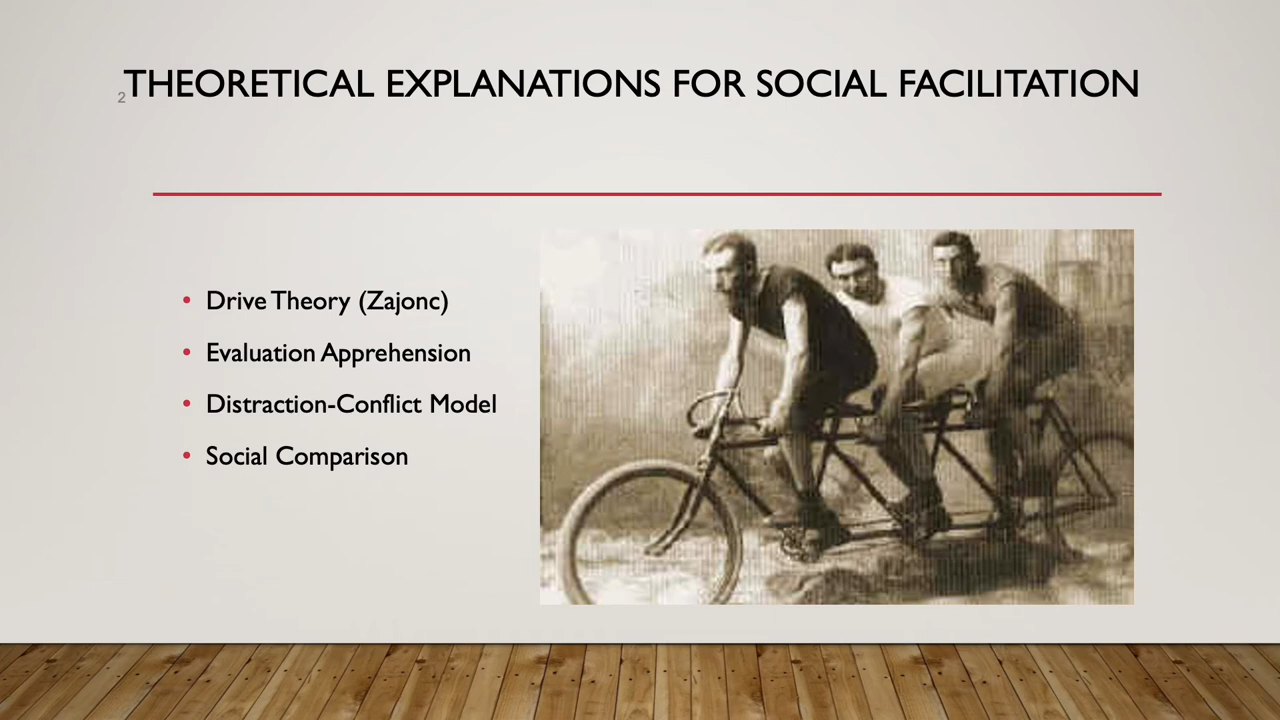 THEORETICAL EXPLANATIONS FOR SOCIAL FACILITATION
2
• Drive Theory (Zajonc)
• Evaluation Apprehension
• Distraction-Conflict Model
• Social Comparison